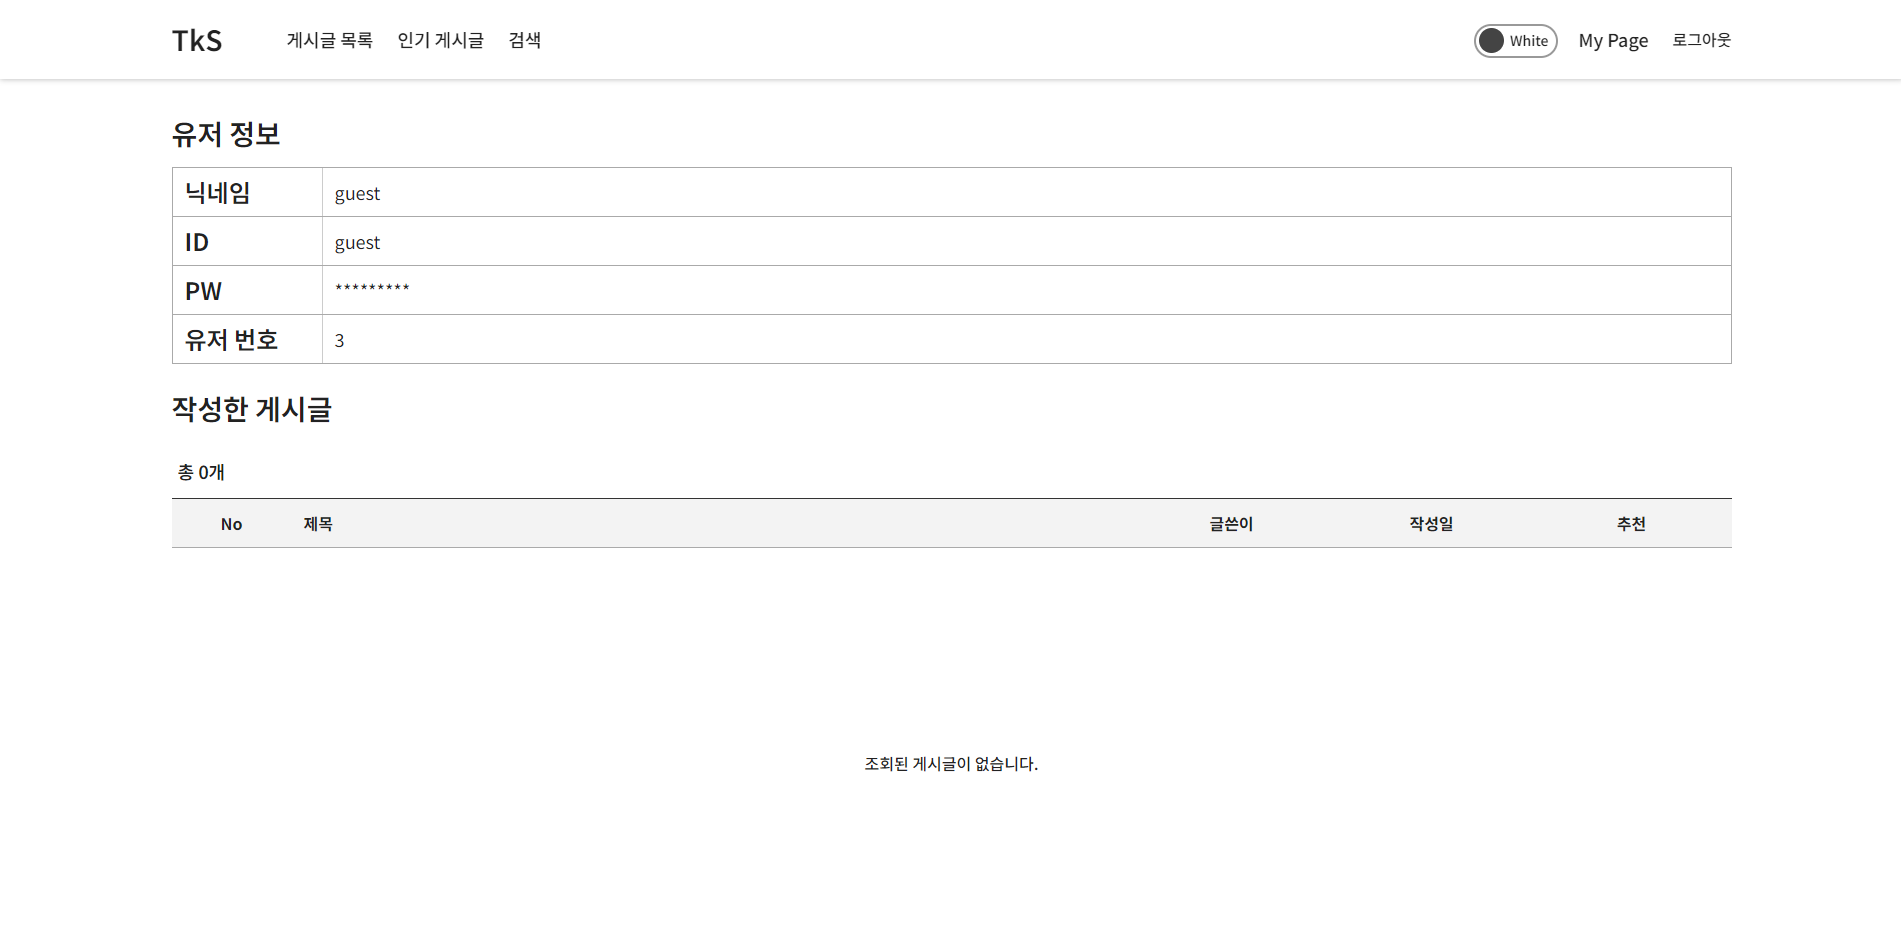 TkS 게시글 목록 인기 게시글 검색 White My Page 로그아웃
유저 정보
닉네임 guest
ID guest
PW *********
유저 번호 3
작성한 게시글
총 0개
No 제목 글쓴이 작성일 추천
조회된 게시글이 없습니다.